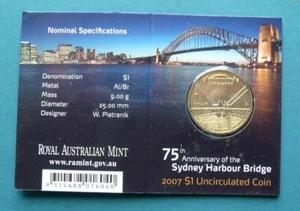 Nominal Specifications
Denomination $1
Metal Al/Br
Mass 9.00 g
Diameter 25.00 mm
Designer W. Pietranik
ROYAL AUSTRALIAN MINT
www.ramint.gov.au
75th Anniversary of the
Sydney Harbour Bridge
2007 $1 Uncirculated Coin